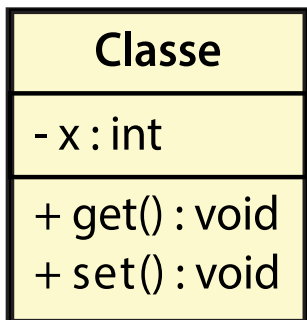 Classe
- x : int
+ get() : void
+ set() : void